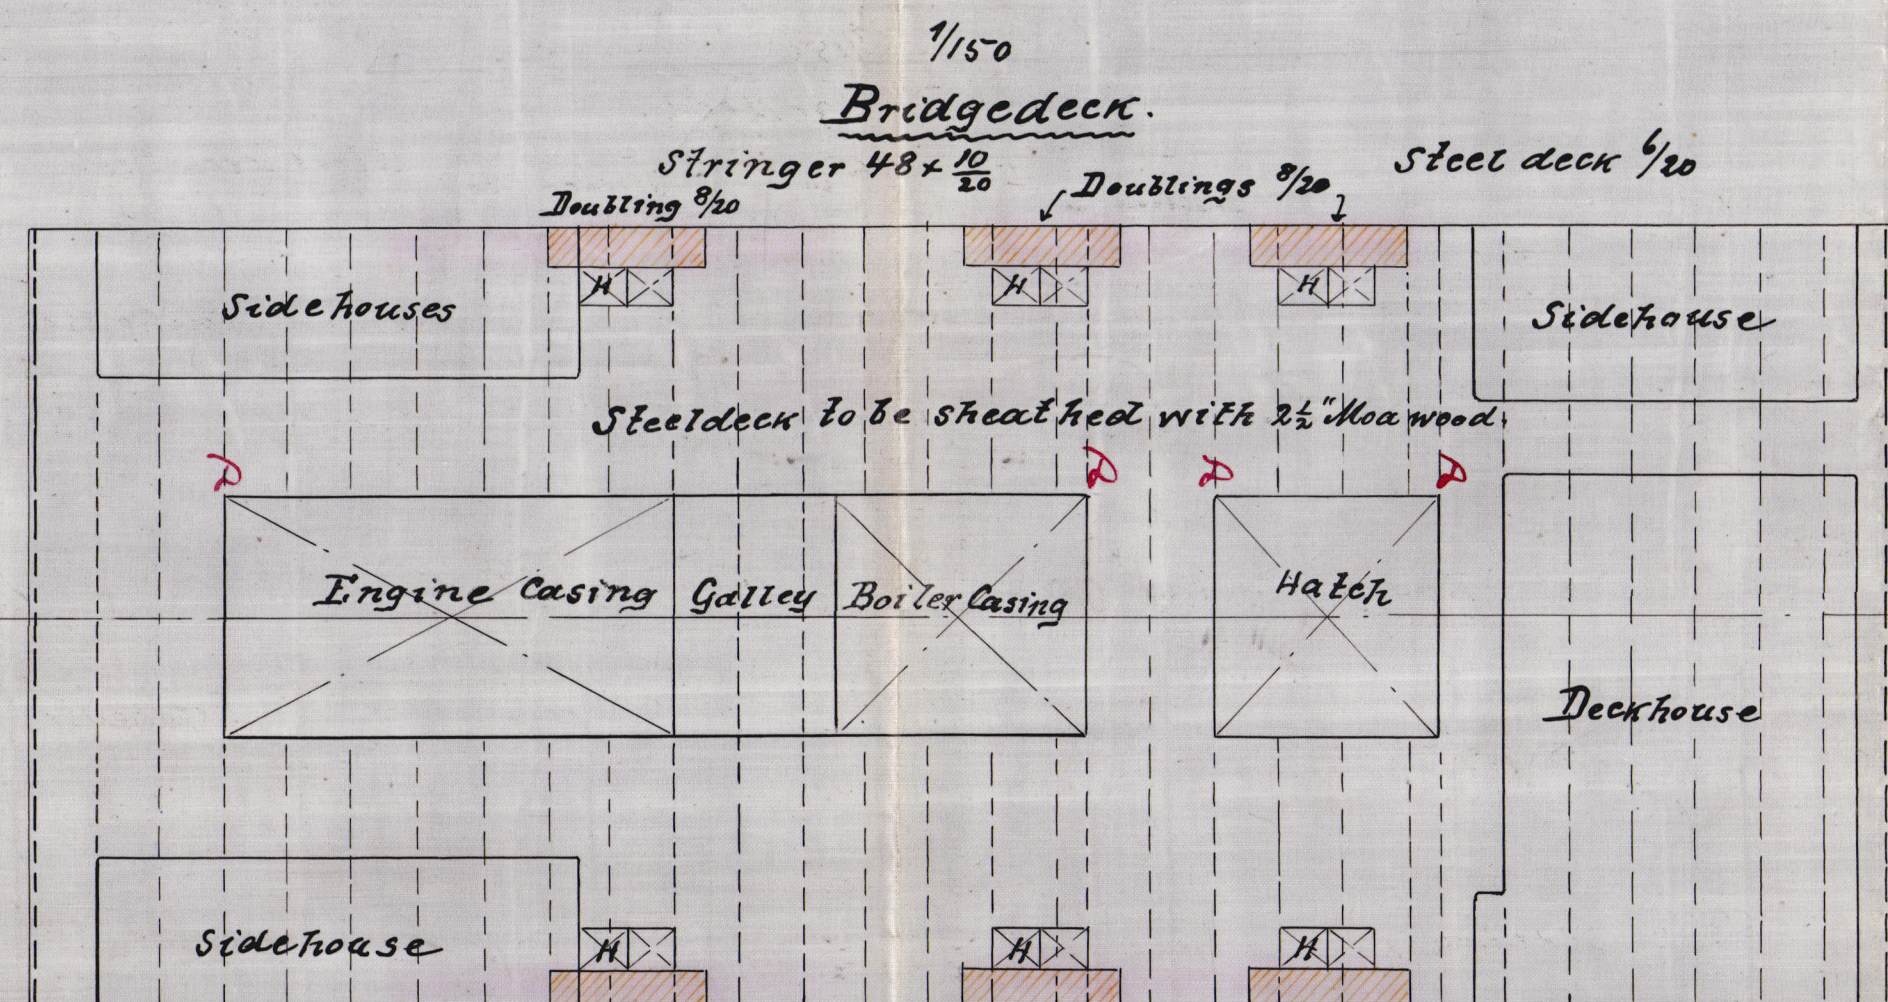 1/150
Bridgedeck.
Stringer 48 x 10/20
Steel deck 6/20
Doubling 8/20
Doublings 8/20
H
H
H
Sidehouses
Sidehouse
Steeldeck to be sheathed with 2½" Moa wood.
D
D
D
D
Engine Casing
Galley
Boiler Casing
Hatch
Deckhouse
Sidehouse
H
H
H